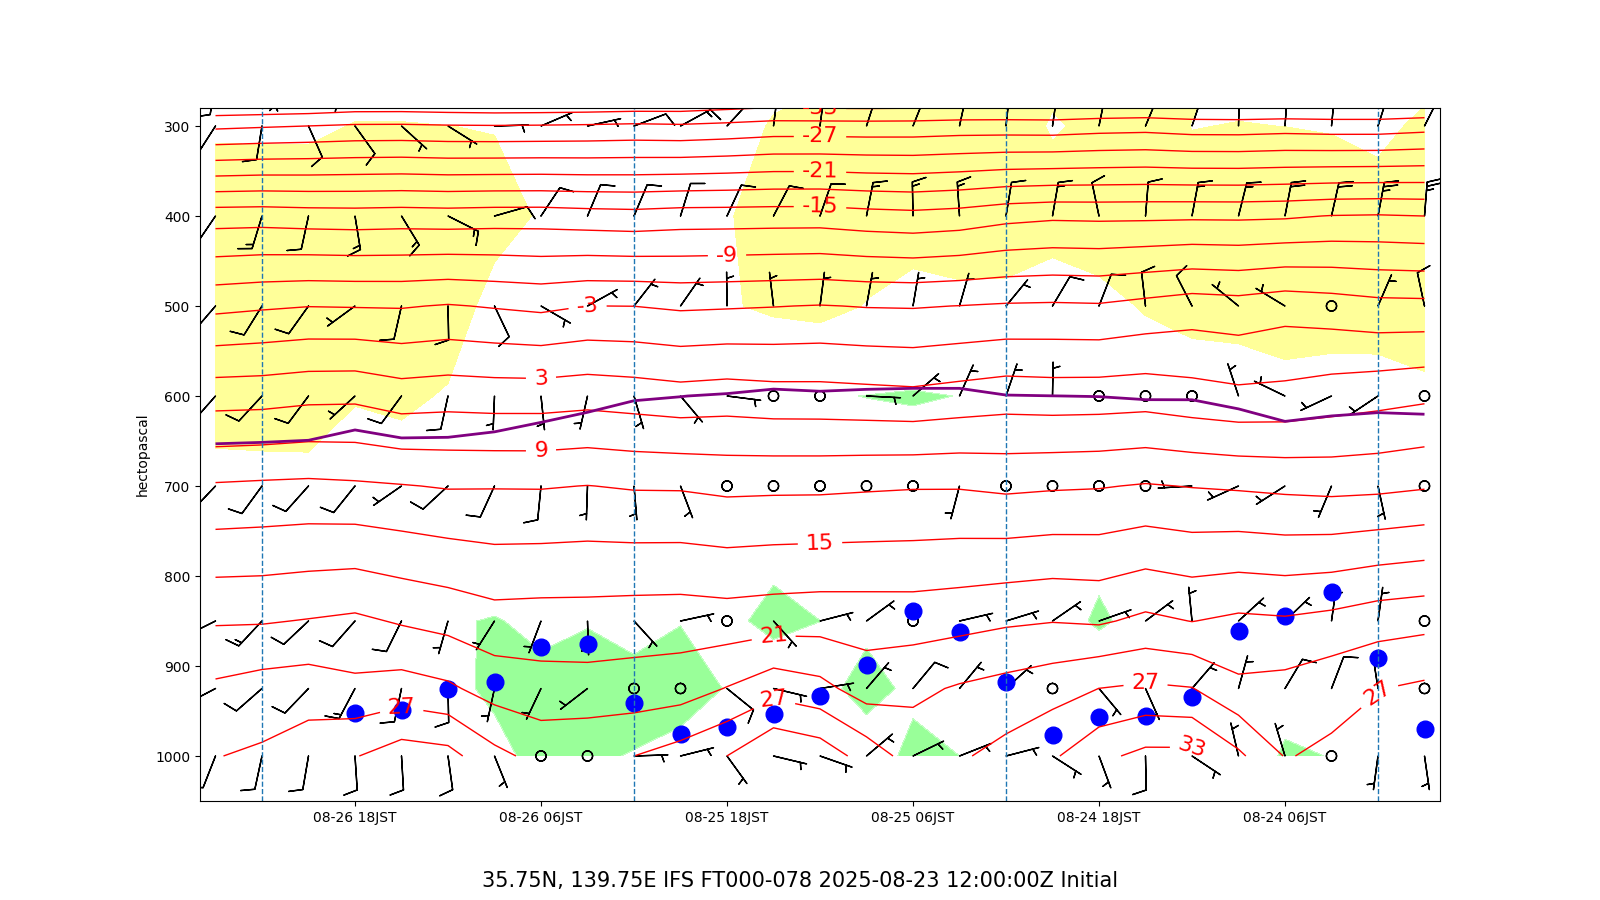 -33
300
-27
-21
-15
400
-9
-3
500
3
600
9
hectopascal
700
15
800
21
900
27
27
27
27
33
1000
08-26 18JST
08-26 06JST
08-25 18JST
08-25 06JST
08-24 18JST
08-24 06JST
35.75N, 139.75E IFS FT000-078 2025-08-23 12:00:00Z Initial